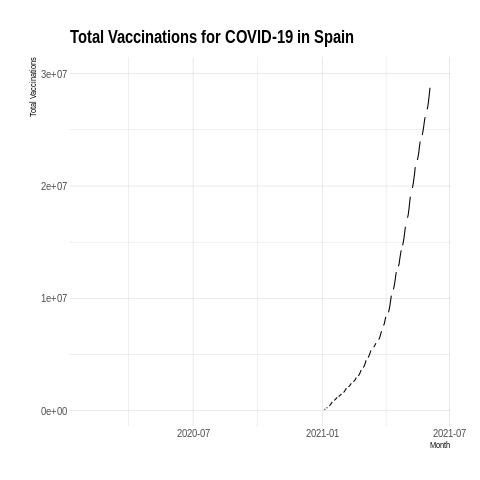 Total Vaccinations for COVID-19 in Spain
Total Vaccinations
3e+07
2e+07
1e+07
0e+00
2020-07
2021-01
2021-07
Month